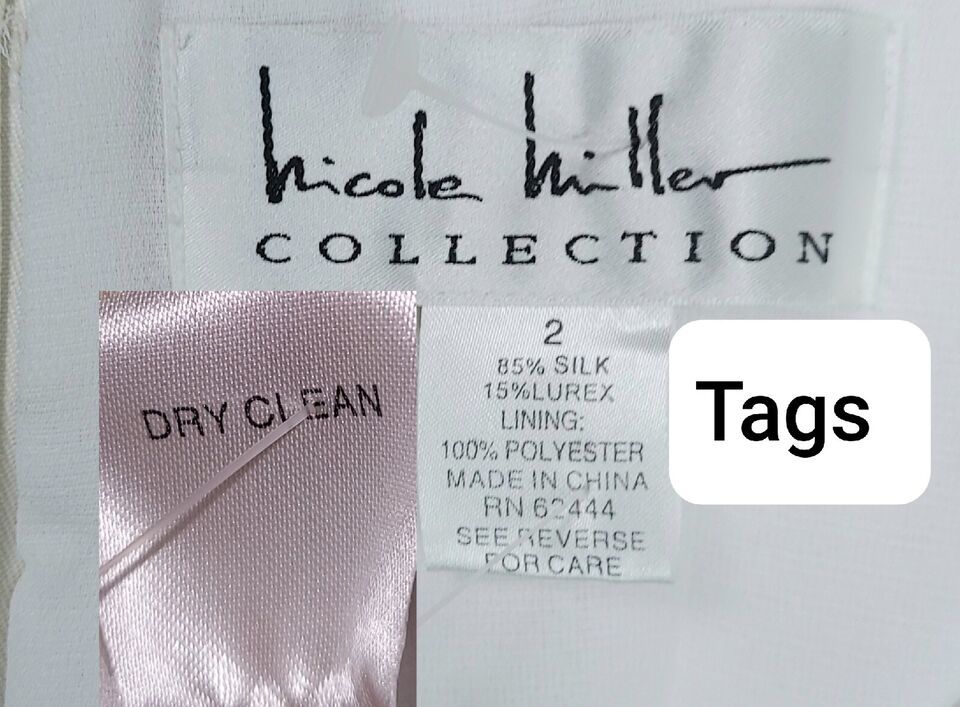 Nicole Miller
COLLECTION
DRY CLEAN
2
85% SILK
15%LUREX
LINING:
100% POLYESTER
MADE IN CHINA
RN 62444
SEE REVERSE
FOR CARE
Tags